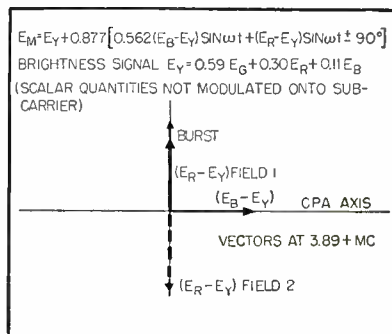 E_M=E_Y+0.877[0.562(E_B-E_Y)SINωt+(E_R-E_Y)SINωt±90°]
BRIGHTNESS SIGNAL E_Y=0.59 E_G+0.30 E_R+0.11 E_B
(SCALAR QUANTITIES NOT MODULATED ONTO SUB-
CARRIER)
BURST
(E_R-E_Y)FIELD 1
(E_B-E_Y)
CPA AXIS
VECTORS AT 3.89+MC
(E_R-E_Y) FIELD 2